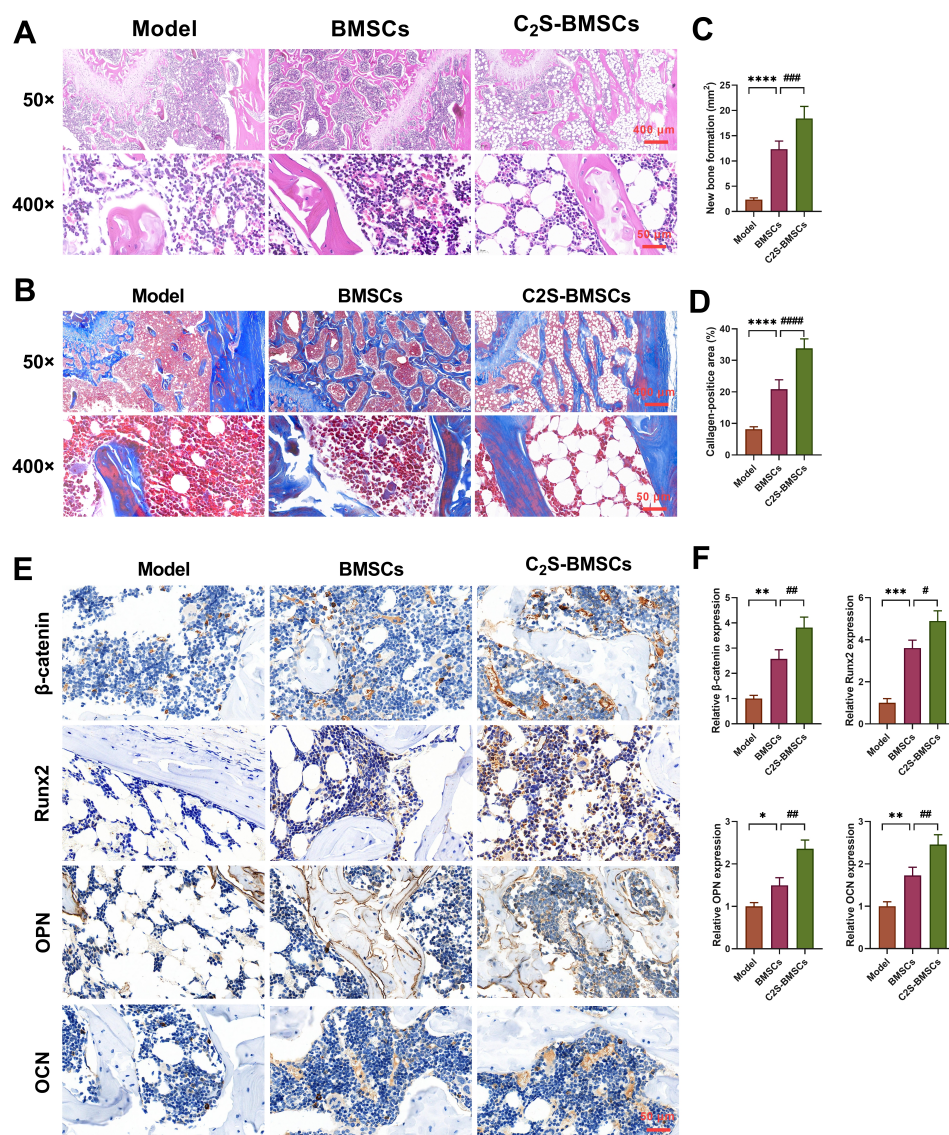 A
Model
BMSCs
C₂S-BMSCs
50×
400 μm
400×
50 μm
B
Model
BMSCs
C2S-BMSCs
50×
400 μm
400×
50 μm
C
New bone formation (mm²)
25
20
15
10
5
0
**** ###
Model
BMSCs
C2S-BMSCs
D
Callagen-positice area (%)
40
30
20
10
0
**** ####
Model
BMSCs
C2S-BMSCs
E
Model
BMSCs
C₂S-BMSCs
β-catenin
Runx2
OPN
OCN
50 μm
F
Relative β-catenin expression
5
4
3
2
1
0
** ##
Model
BMSCs
C2S-BMSCs
Relative Runx2 expression
6
4
2
0
*** #
Model
BMSCs
C2S-BMSCs
Relative OPN expression
3
2
1
0
* ##
Model
BMSCs
C2S-BMSCs
Relative OCN expression
3
2
1
0
** ##
Model
BMSCs
C2S-BMSCs